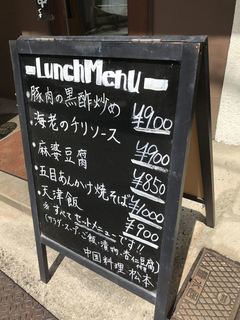 Lunch Menu
・豚肉の黒酢炒め ¥900
・海老のチリソース ¥900
・麻婆豆腐 ¥850
・五目あんかけ焼そば ¥1000
・天津飯 ¥900
※すべてセットメニューです!!
(サラダ・スープ・ご飯・漬物・杏仁豆腐)
中国料理 松本